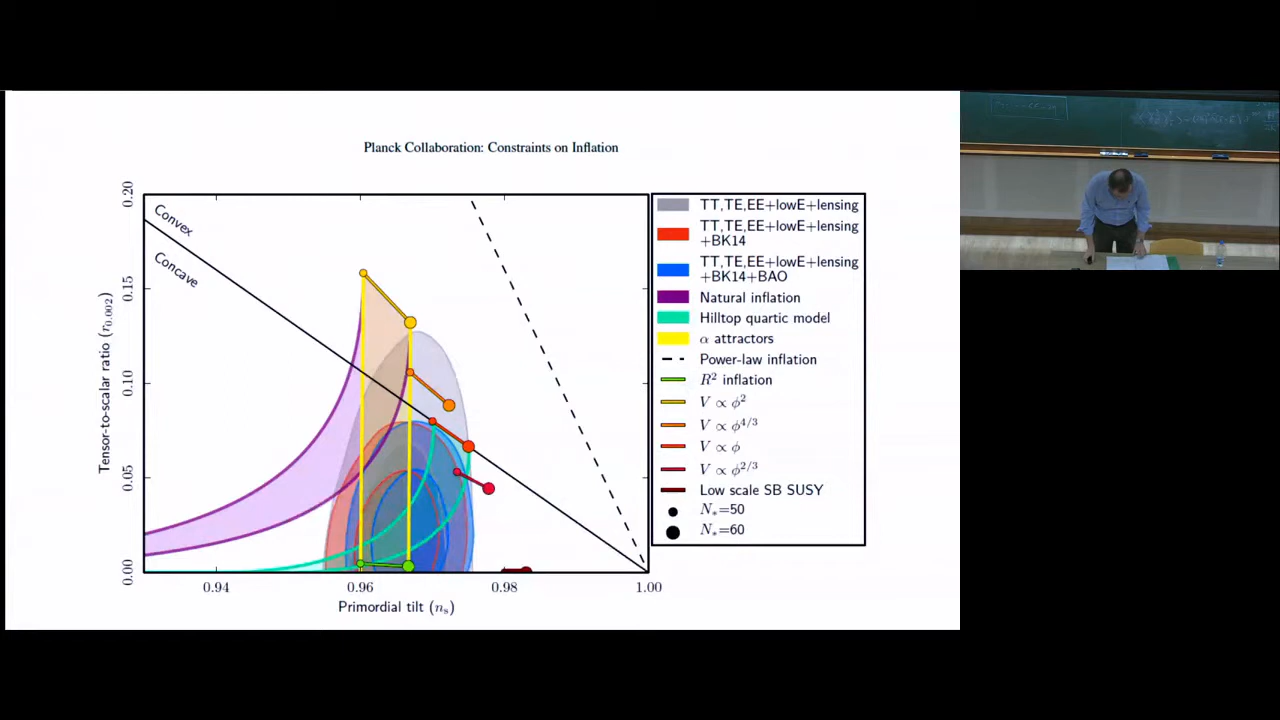 Planck Collaboration: Constraints on Inflation
Convex
Concave
Tensor-to-scalar ratio (r₀.₀₀₂)
0.20
0.15
0.10
0.05
0.00
0.94
0.96
0.98
1.00
Primordial tilt (nₛ)
TT,TE,EE+lowE+lensing
TT,TE,EE+lowE+lensing
+BK14
TT,TE,EE+lowE+lensing
+BK14+BAO
Natural inflation
Hilltop quartic model
α attractors
Power-law inflation
R² inflation
V ∝ φ²
V ∝ φ^{4/3}
V ∝ φ
V ∝ φ^{2/3}
Low scale SB SUSY
N_*=50
N_*=60